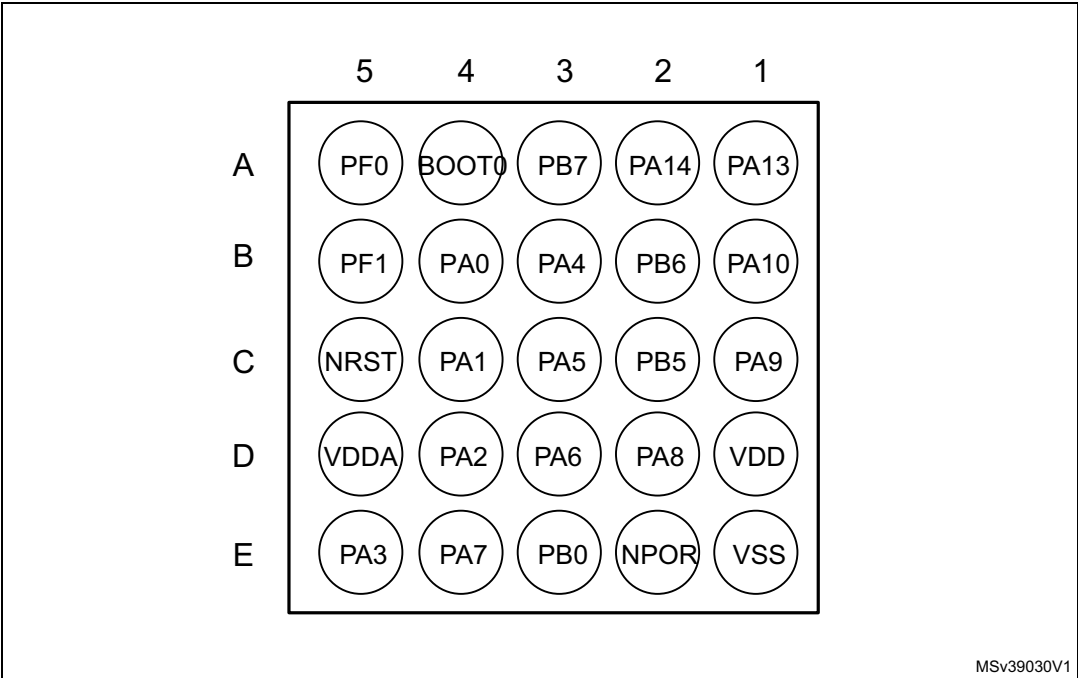 5 4 3 2 1
A PF0 BOOT0 PB7 PA14 PA13
B PF1 PA0 PA4 PB6 PA10
C NRST PA1 PA5 PB5 PA9
D VDDA PA2 PA6 PA8 VDD
E PA3 PA7 PB0 NPOR VSS
MSv39030V1